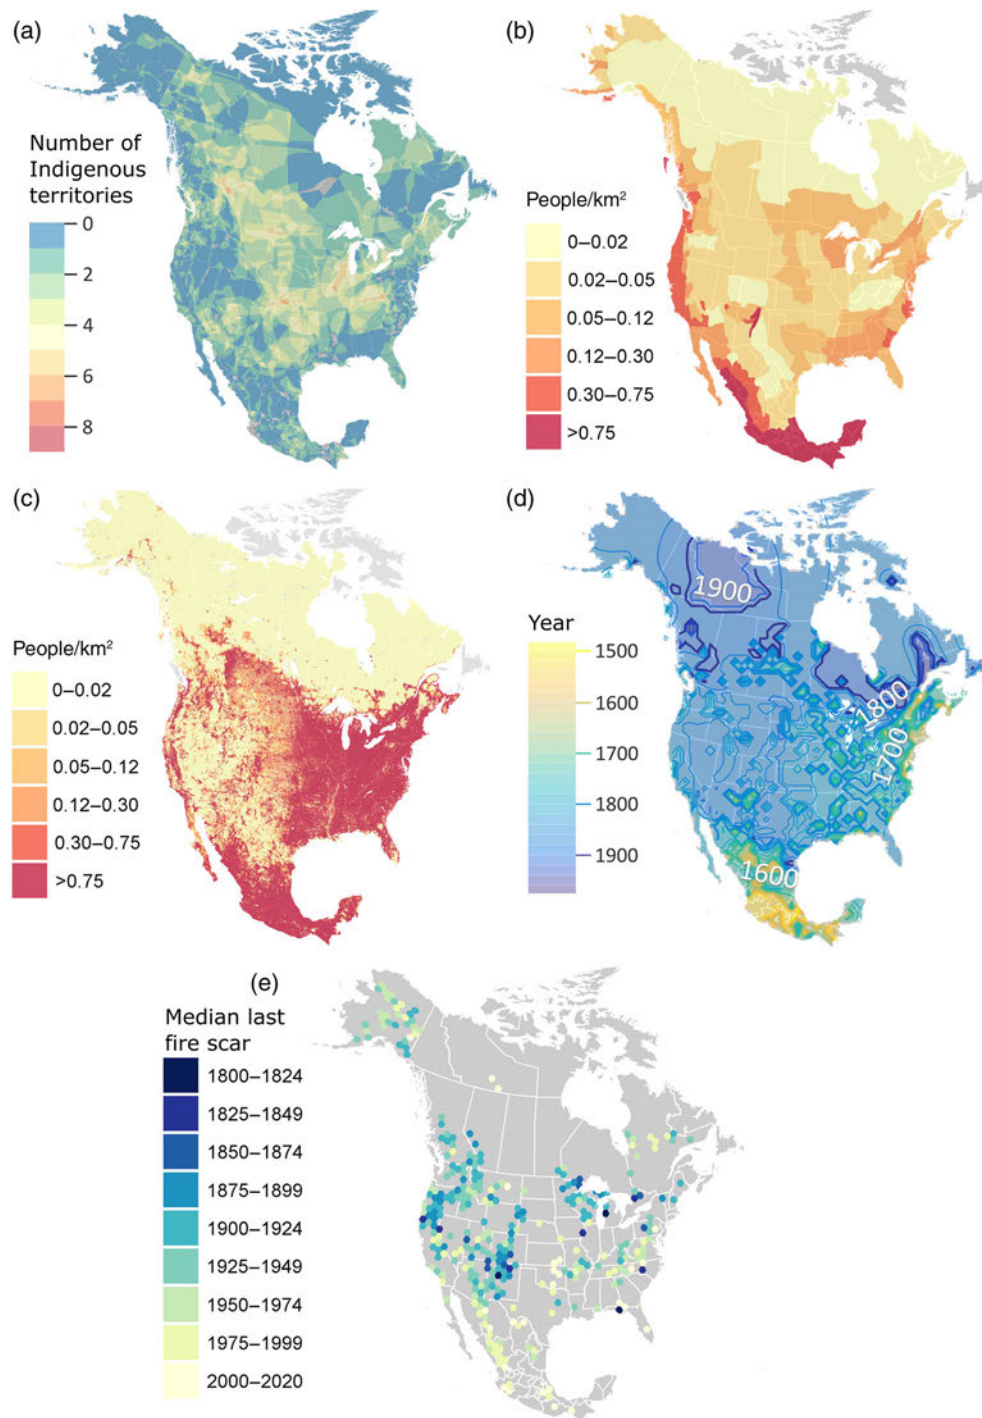 (a)
Number of
Indigenous
territories
0
2
4
6
8
(b)
People/km²
0–0.02
0.02–0.05
0.05–0.12
0.12–0.30
0.30–0.75
>0.75
(c)
People/km²
0–0.02
0.02–0.05
0.05–0.12
0.12–0.30
0.30–0.75
>0.75
(d)
Year
1500
1600
1700
1800
1900
1900
1800
1700
1600
(e)
Median last
fire scar
1800–1824
1825–1849
1850–1874
1875–1899
1900–1924
1925–1949
1950–1974
1975–1999
2000–2020